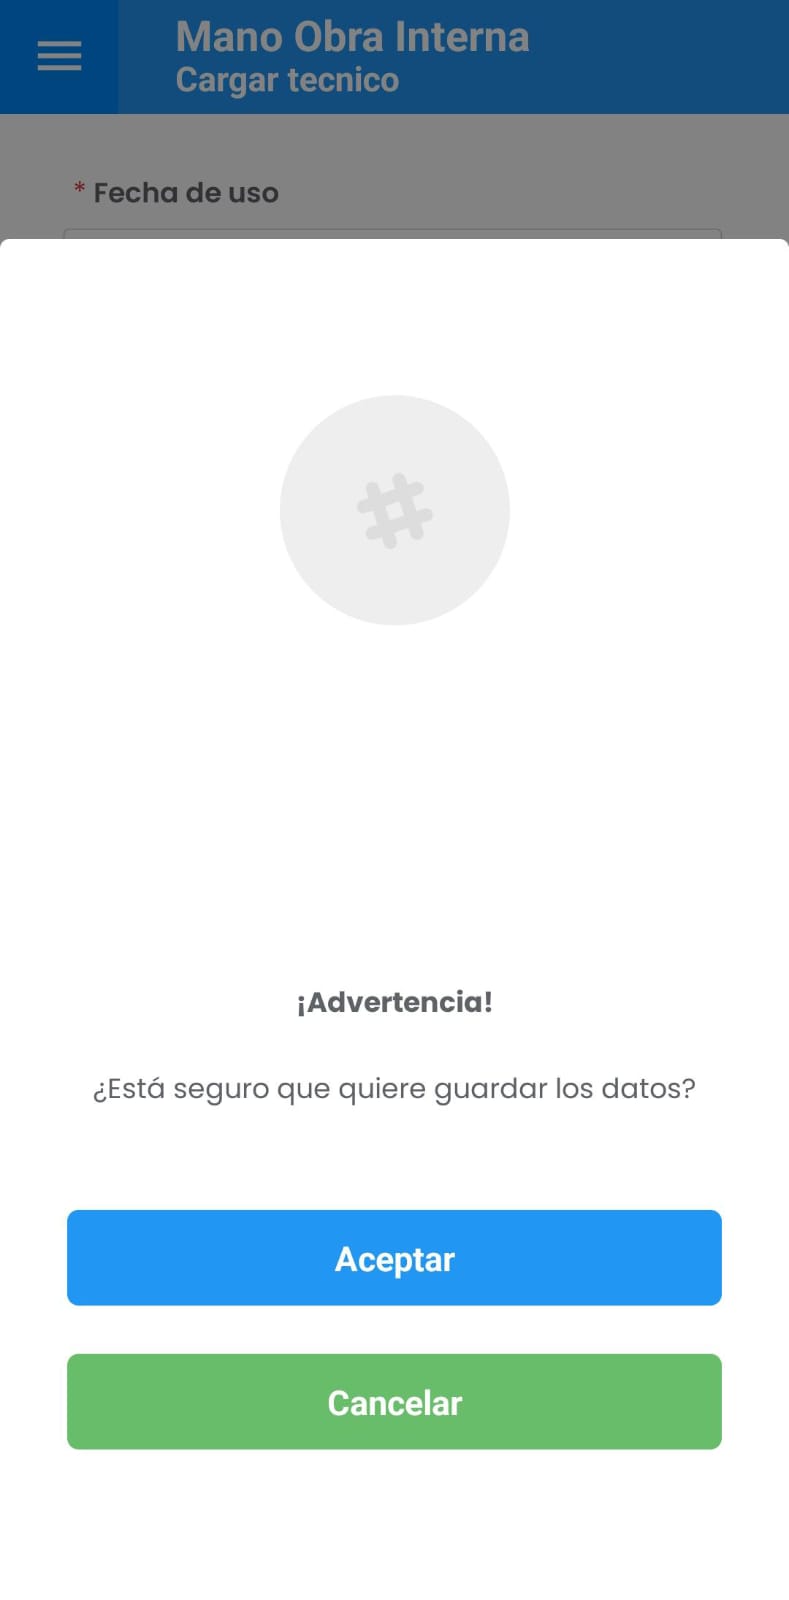 Mano Obra Interna
Cargar tecnico
* Fecha de uso
#
¡Advertencia!
¿Está seguro que quiere guardar los datos?
Aceptar
Cancelar